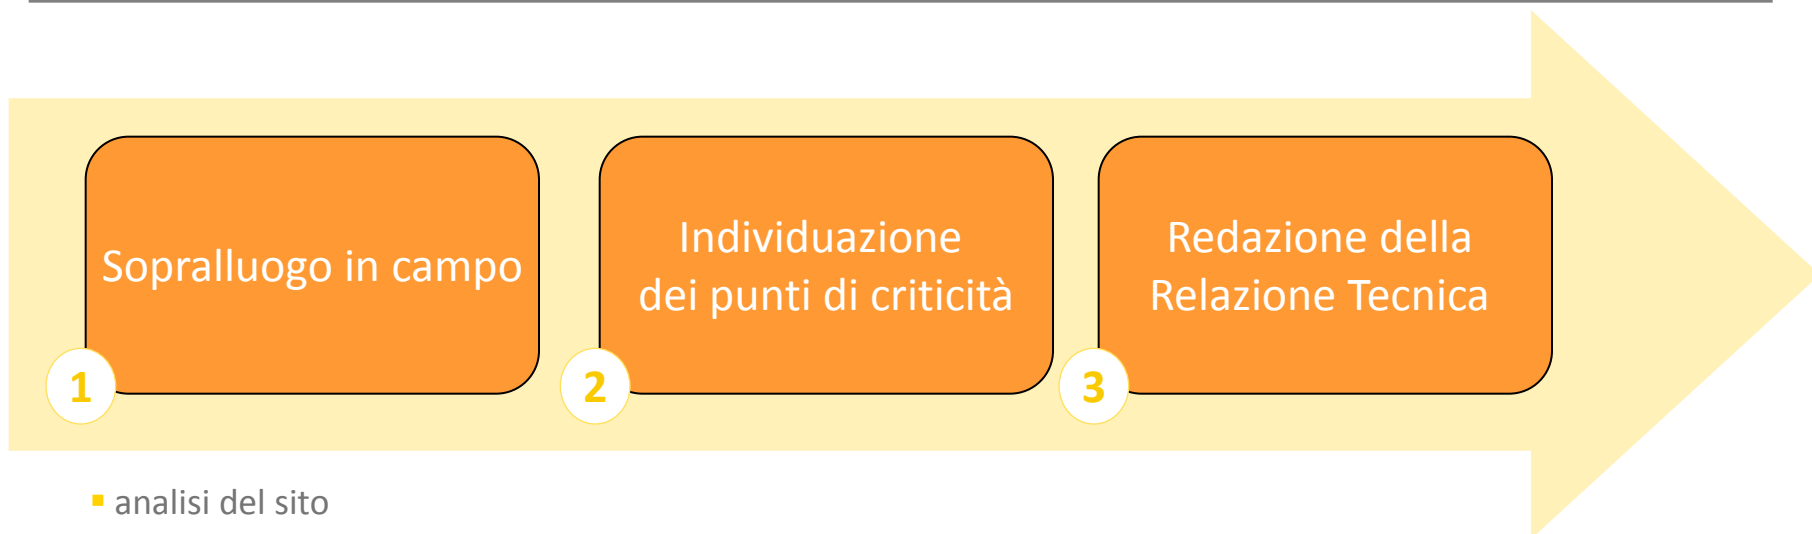 Sopralluogo in campo
1
Individuazione
dei punti di criticità
2
Redazione della
Relazione Tecnica
3
analisi del sito